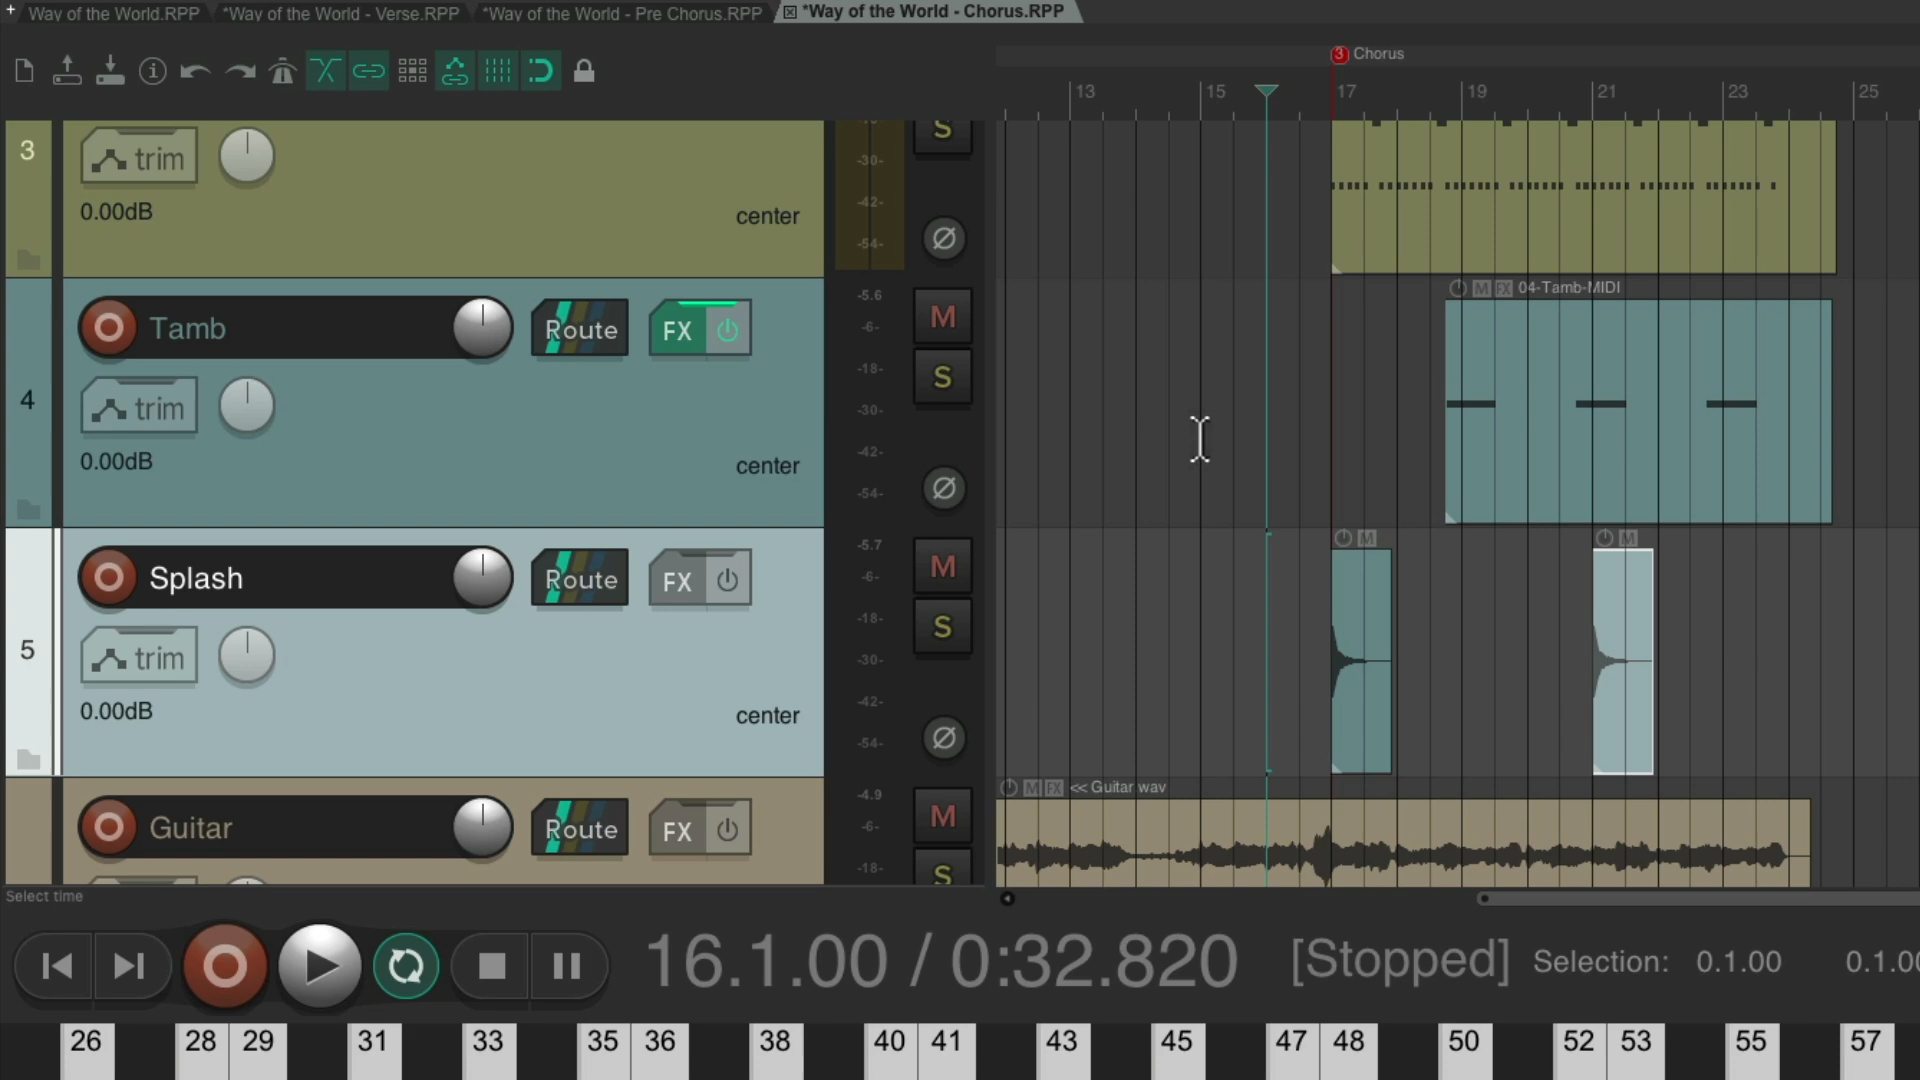 + Way of the World.RPP *Way of the World - Verse.RPP *Way of the World - Pre Chorus.RPP *Way of the World - Chorus.RPP
3 Chorus
13 15 17 19 21 23 25
3 trim S
-30-
-42-
-54-
0.00dB
center
Ø
M FX 04-Tamb-MIDI
4
Tamb Route FX M
trim S
0.00dB
center
-5.6
-6-
-18-
-30-
-42-
-54-
Ø
M M
5
Splash Route FX M
trim S
0.00dB
center
-5.7
-6-
-18-
-30-
-42-
-54-
Ø
M FX << Guitar wav
Guitar Route FX M
S
-4.9
-6-
-18-
Select time
16.1.00 / 0:32.820 [Stopped] Selection: 0.1.00 0.1.00
26 28 29 31 33 35 36 38 40 41 43 45 47 48 50 52 53 55 57